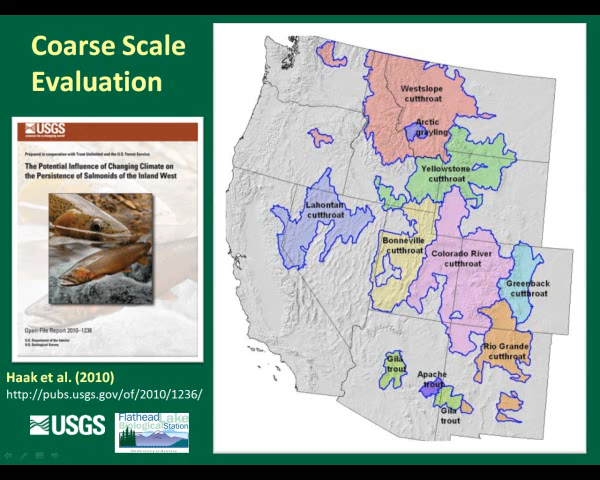 Coarse Scale
Evaluation
USGS
science for a changing world
Prepared in cooperation with Trout Unlimited and the U.S. Forest Service
The Potential Influence of Changing Climate on
the Persistence of Salmonids of the Inland West
Open-File Report 2010–1236
U.S. Department of the Interior
U.S. Geological Survey
Haak et al. (2010)
http://pubs.usgs.gov/of/2010/1236/
USGS
Flathead Lake
Biological Station
Westslope
cutthroat
Arctic
grayling
Yellowstone
cutthroat
Lahontan
cutthroat
Bonneville
cutthroat
Colorado River
cutthroat
Greenback
cutthroat
Rio Grande
cutthroat
Gila
trout
Apache
trout
Gila
trout